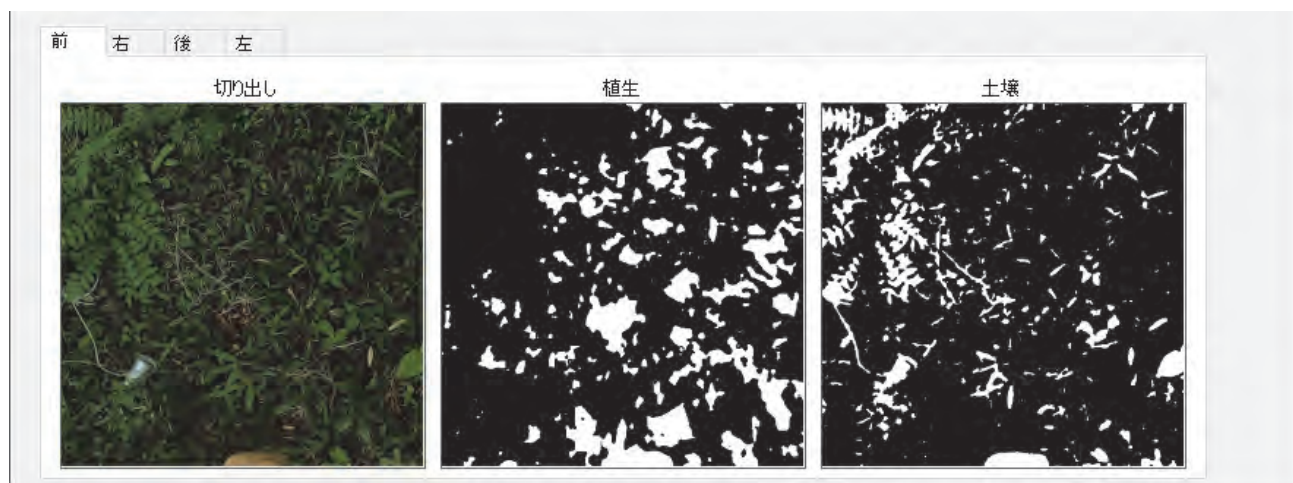 前 右 後 左
切り出し 植生 土壌